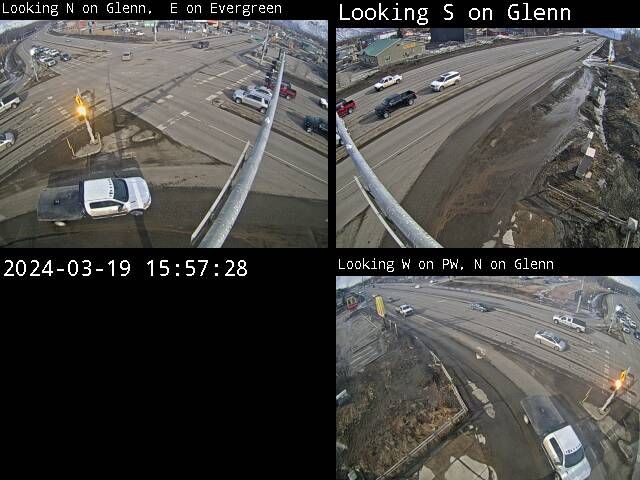 Looking N on Glenn, E on Evergreen
Looking S on Glenn
2024-03-19 15:57:28
Looking W on PW, N on Glenn